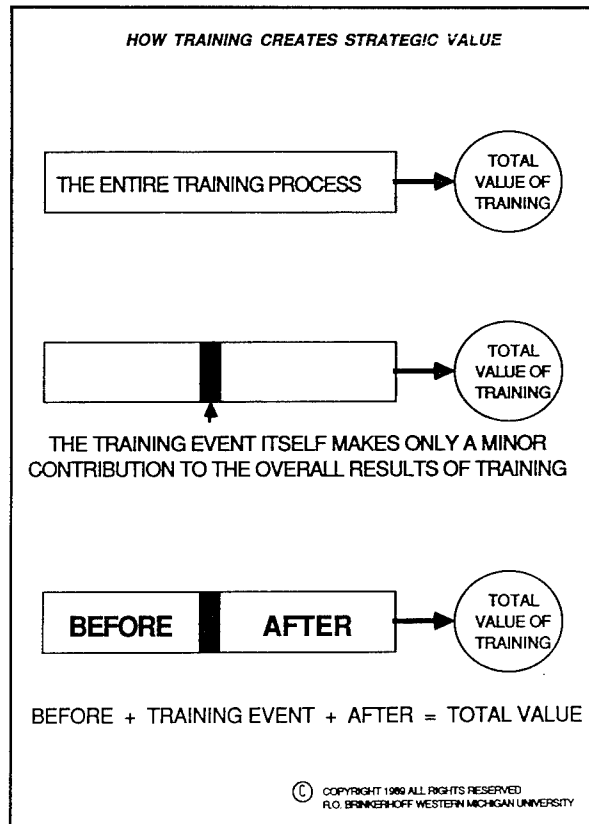 HOW TRAINING CREATES STRATEGIC VALUE
THE ENTIRE TRAINING PROCESS
TOTAL
VALUE OF
TRAINING
TOTAL
VALUE OF
TRAINING
THE TRAINING EVENT ITSELF MAKES ONLY A MINOR
CONTRIBUTION TO THE OVERALL RESULTS OF TRAINING
BEFORE
AFTER
TOTAL
VALUE OF
TRAINING
BEFORE + TRAINING EVENT + AFTER = TOTAL VALUE
© COPYRIGHT 1989 ALL RIGHTS RESERVED
R.O. BRINKERHOFF WESTERN MICHIGAN UNIVERSITY